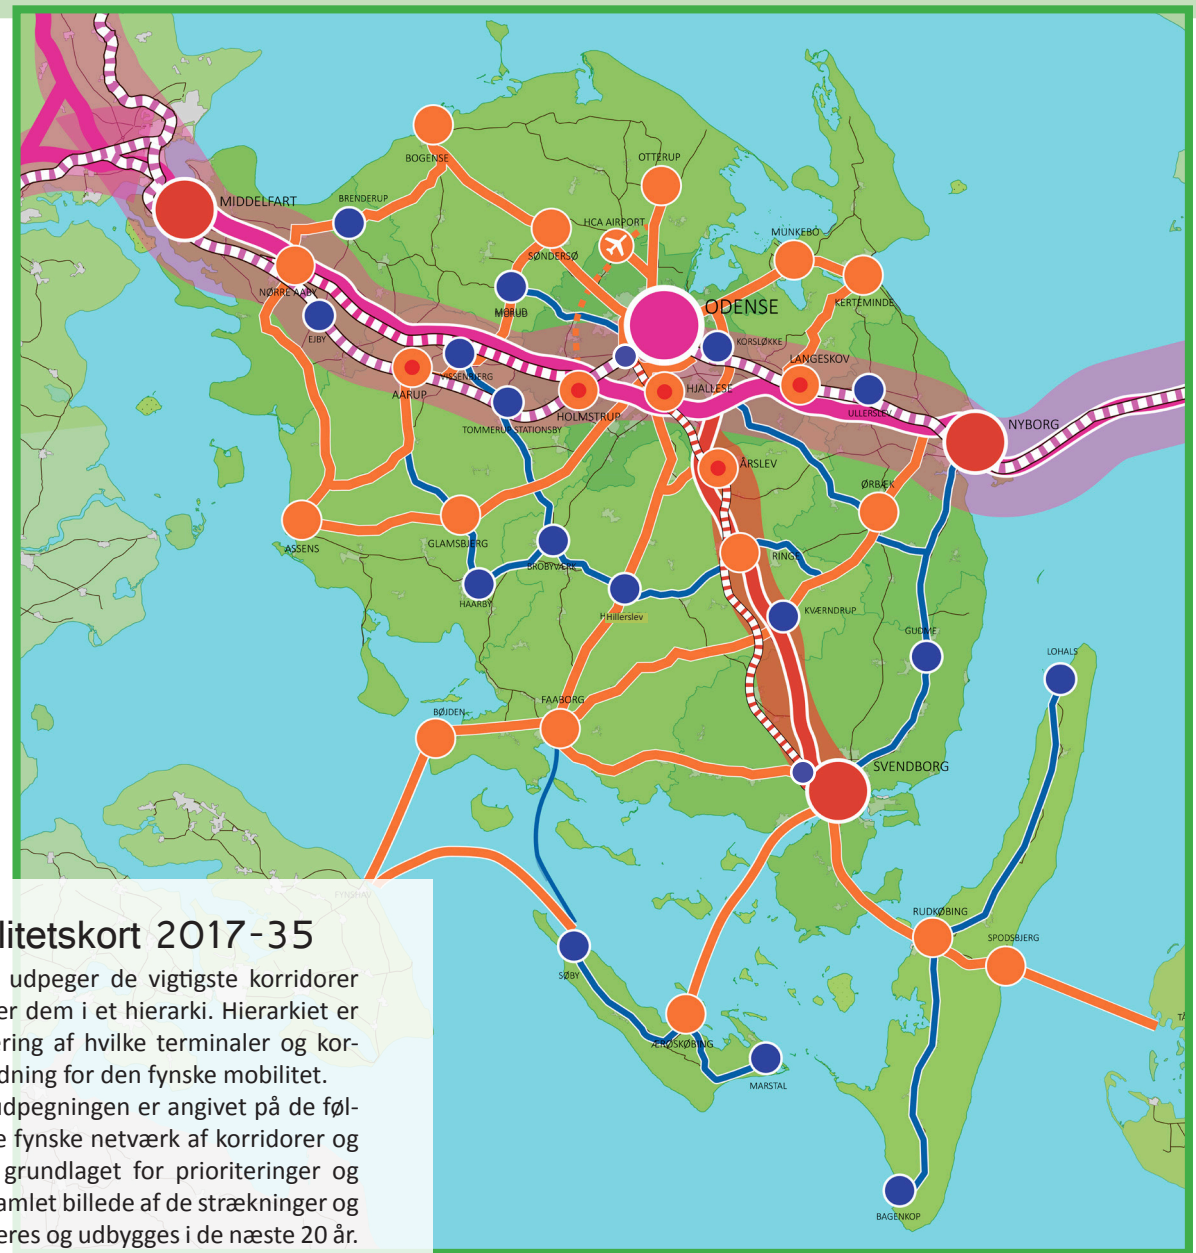 BOGENSE
OTTERUP
BRENDERUP
MIDDELFART
HCA AIRPORT
MUNKEBO
SØNDERSØ
NØRRE AABY
KERTEMINDE
ODENSE
MORUD
EJBY
KORSLØKKE
LANGESKOV
VISSENBJERG
AARUP
HJALLESE
HOLMSTRUP
ULLERSLEV
NYBORG
TOMMERUP STATIONSBY
ÅRSLEV
ØRBÆK
ASSENS
GLAMSBJERG
RINGE
BROBYVÆRK
HAARBY
KVÆRNDRUP
Hillerslev
GUDME
LOHALS
FAABORG
BØJDEN
SVENDBORG
FYNSHAV
RUDKØBING
SPODSBJERG
SØBY
ÆRØSKØBING
MARSTAL
BAGENKOP
litetskort 2017-35
udpeger de vigtigste korridorer
er dem i et hierarki. Hierarkiet er
ering af hvilke terminaler og kor-
dning for den fynske mobilitet.
udpegningen er angivet på de føl-
e fynske netværk af korridorer og
grundlaget for prioriteringer og
amlet billede af de strækninger og
eres og udbygges i de næste 20 år.